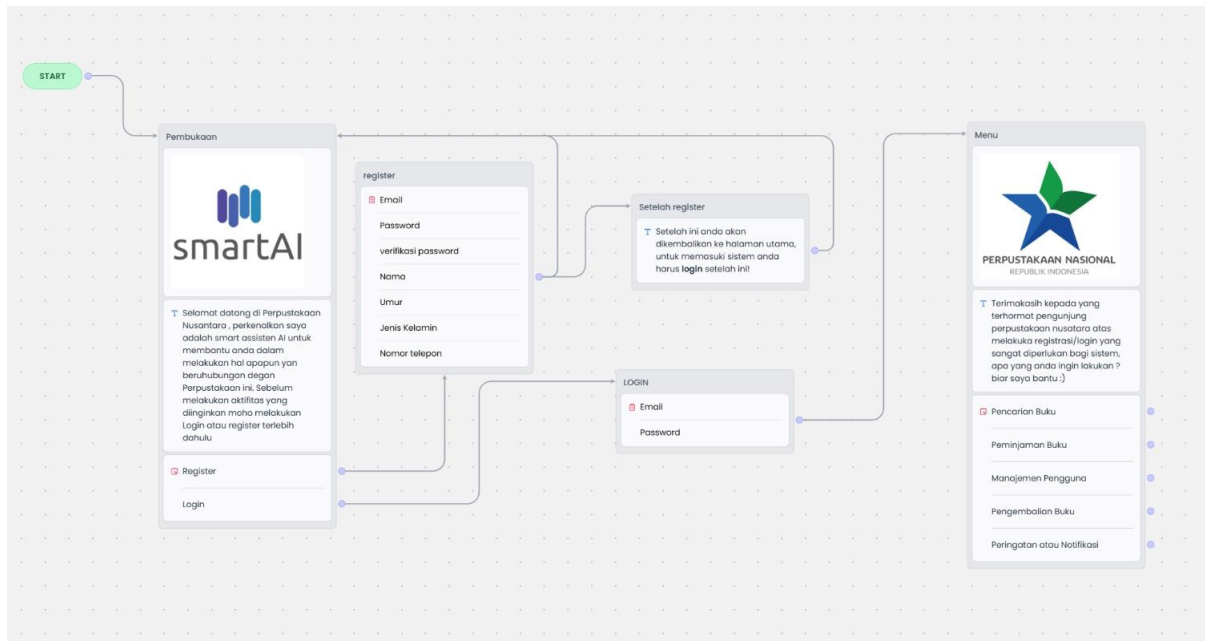 START
Pembukaan
smartAI
Selamat datang di Perpustakaan
Nusantara , perkenalkan saya
adalah smart assisten AI untuk
membantu anda dalam
melakukan hal apapun yan
beruhubungan degan
Perpustakaan ini. Sebelum
melakukan aktifitas yang
diinginkan moho melakukan
Login atau register terlebih
dahulu
Register
Login
register
Email
Password
verifikasi password
Nama
Umur
Jenis Kelamin
Nomor telepon
Setelah register
Setelah ini anda akan
dikembalikan ke halaman utama,
untuk memasuki sistem anda
harus login setelah ini!
LOGIN
Email
Password
Menu
PERPUSTAKAAN NASIONAL
REPUBLIK INDONESIA
Terimakasih kepada yang
terhormat pengunjung
perpustakaan nusatara atas
melakuka registrasi/login yang
sangat diperlukan bagi sistem,
apa yang anda ingin lakukan ?
biar saya bantu :)
Pencarian Buku
Peminjaman Buku
Manajemen Pengguna
Pengembalian Buku
Peringatan atau Notifikasi